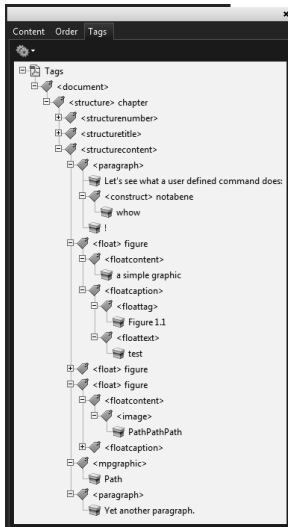 Content Order Tags
Tags
<document>
<structure> chapter
<structurenumber>
<structuretitle>
<structurecontent>
<paragraph>
Let's see what a user defined command does:
<construct> notabene
whow
!
<float> figure
<floatcontent>
a simple graphic
<floatcaption>
<floattag>
Figure 1.1
<floattext>
test
<float> figure
<float> figure
<floatcontent>
<image>
PathPathPath
<floatcaption>
<mpgraphic>
Path
<paragraph>
Yet another paragraph.